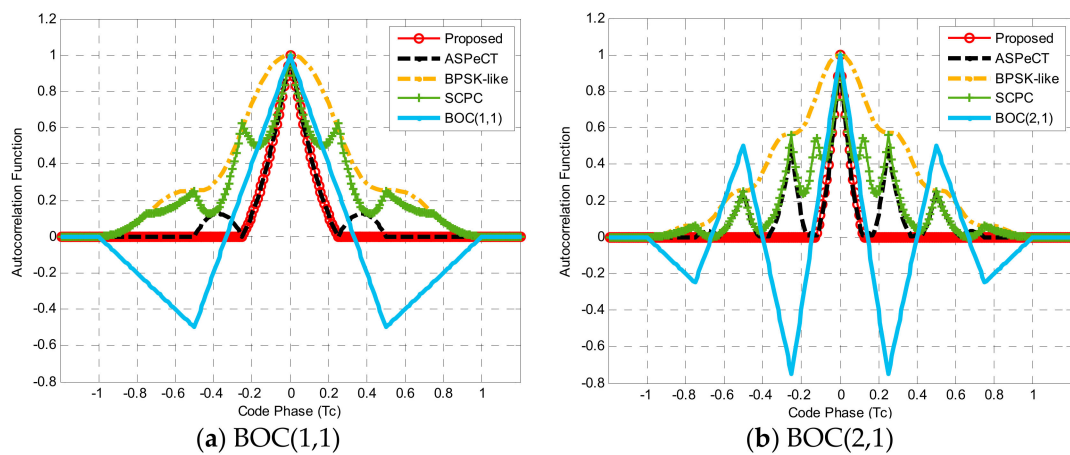 1.2
1
0.8
0.6
0.4
0.2
0
-0.2
-0.4
-0.6
-0.8
Autocorrelation Function
-1 -0.8 -0.6 -0.4 -0.2 0 0.2 0.4 0.6 0.8 1
Code Phase (Tc)
Proposed
ASPeCT
BPSK-like
SCPC
BOC(1,1)
(a) BOC(1,1)
1.2
1
0.8
0.6
0.4
0.2
0
-0.2
-0.4
-0.6
-0.8
Autocorrelation Function
-1 -0.8 -0.6 -0.4 -0.2 0 0.2 0.4 0.6 0.8 1
Code Phase (Tc)
Proposed
ASPeCT
BPSK-like
SCPC
BOC(2,1)
(b) BOC(2,1)